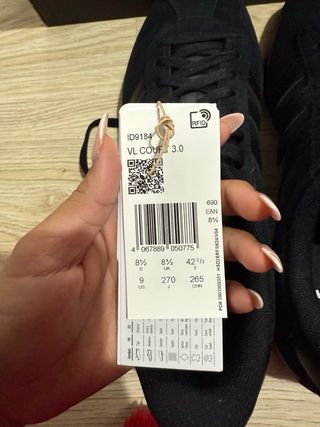 ID9184
RFID
VL COURT 3.0
690
EAN
8½
4 067889 050775
8½ 8½ 42⅔
D UK F
9 270 265
US J CHN